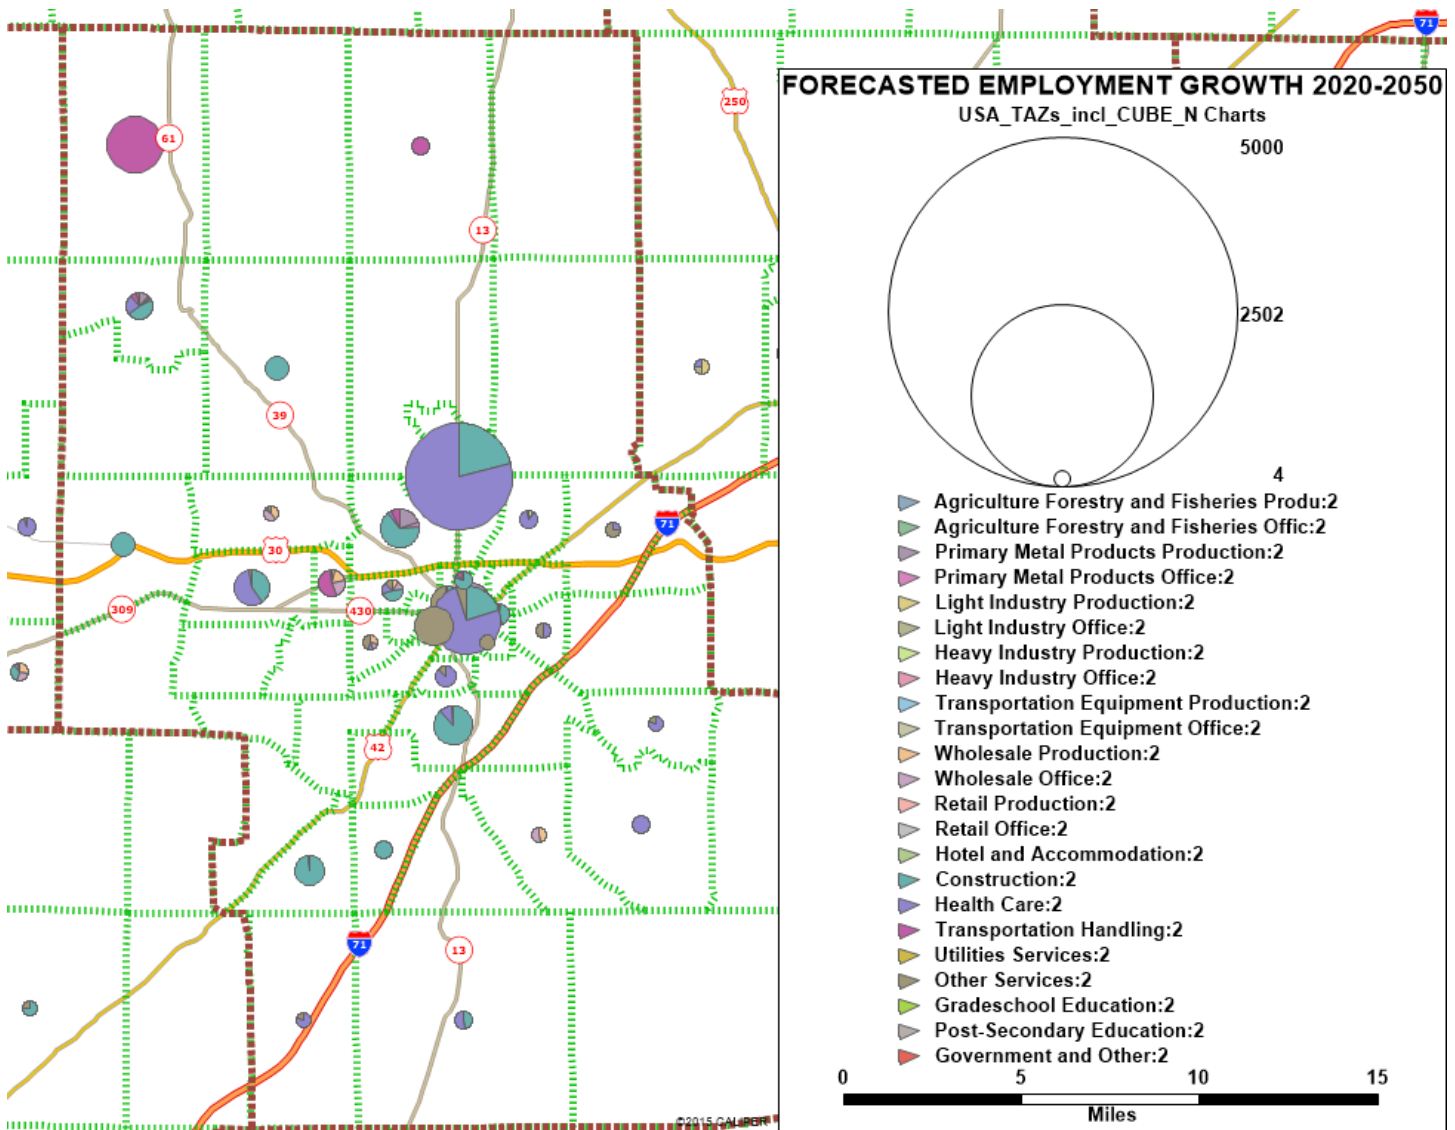 71
250
61
13
39
71
30
309
430
42
71
13
©2015 CALIPER
FORECASTED EMPLOYMENT GROWTH 2020-2050
USA_TAZs_incl_CUBE_N Charts
5000
2502
4
Agriculture Forestry and Fisheries Produ:2
Agriculture Forestry and Fisheries Offic:2
Primary Metal Products Production:2
Primary Metal Products Office:2
Light Industry Production:2
Light Industry Office:2
Heavy Industry Production:2
Heavy Industry Office:2
Transportation Equipment Production:2
Transportation Equipment Office:2
Wholesale Production:2
Wholesale Office:2
Retail Production:2
Retail Office:2
Hotel and Accommodation:2
Construction:2
Health Care:2
Transportation Handling:2
Utilities Services:2
Other Services:2
Gradeschool Education:2
Post-Secondary Education:2
Government and Other:2
0 5 10 15
Miles